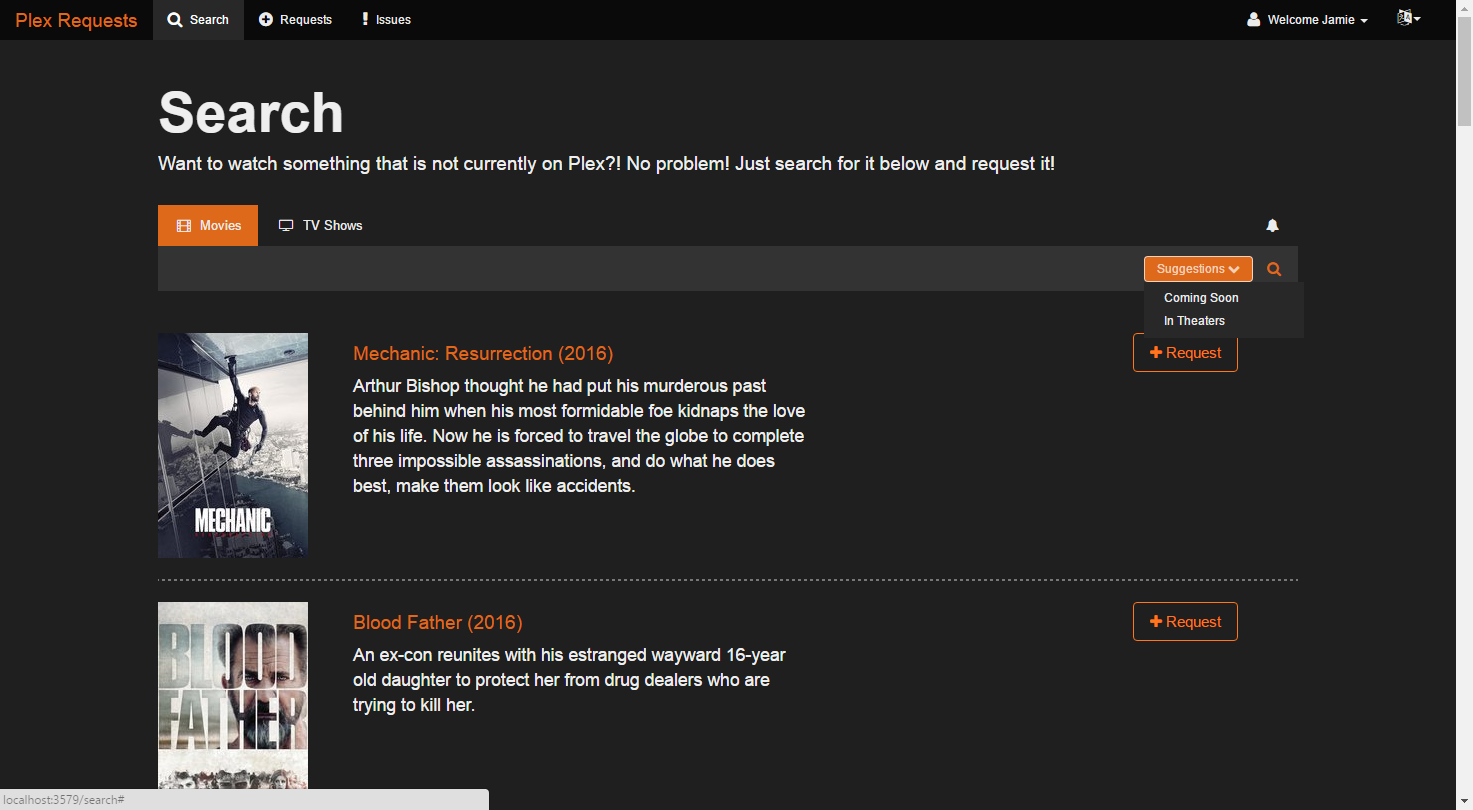 Plex Requests
Search
Requests
Issues
Welcome Jamie
Search
Want to watch something that is not currently on Plex?! No problem! Just search for it below and request it!
Movies
TV Shows
Suggestions
Coming Soon
In Theaters
MECHANIC
Mechanic: Resurrection (2016)
Arthur Bishop thought he had put his murderous past
behind him when his most formidable foe kidnaps the love
of his life. Now he is forced to travel the globe to complete
three impossible assassinations, and do what he does
best, make them look like accidents.
Request
BLOOD
FATHER
Blood Father (2016)
An ex-con reunites with his estranged wayward 16-year
old daughter to protect her from drug dealers who are
trying to kill her.
Request
localhost:3579/search#